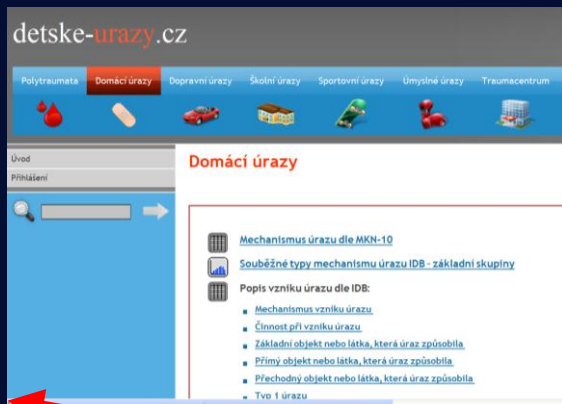 detske-urazy.cz
Polytraumata Domácí úrazy Dopravní úrazy Školní úrazy Sportovní úrazy Úmyslné úrazy Traumacentrum
Úvod
Přihlášení
Domácí úrazy
Mechanismus úrazu dle MKN-10
Souběžné typy mechanismu úrazu IDB - základní skupiny
Popis vzniku úrazu dle IDB:
Mechanismus vzniku úrazu
Činnost při vzniku úrazu
Základní objekt nebo látka, která úraz způsobila
Přímý objekt nebo látka, která úraz způsobila
Přechodný objekt nebo látka, která úraz způsobila
Typ 1 úrazu